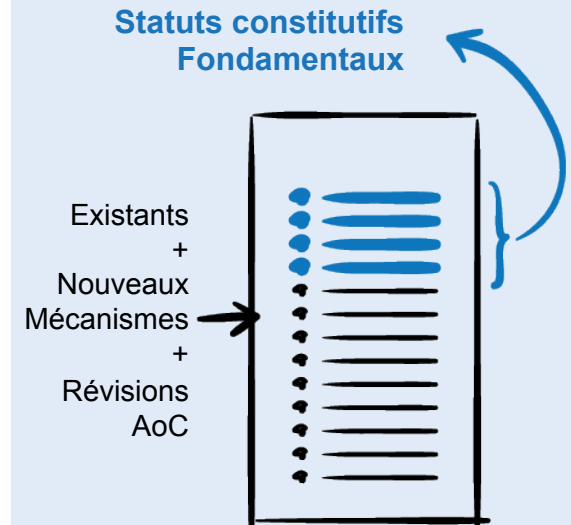 Statuts constitutifs
Fondamentaux
Existants
+
Nouveaux
Mécanismes
+
Révisions
AoC